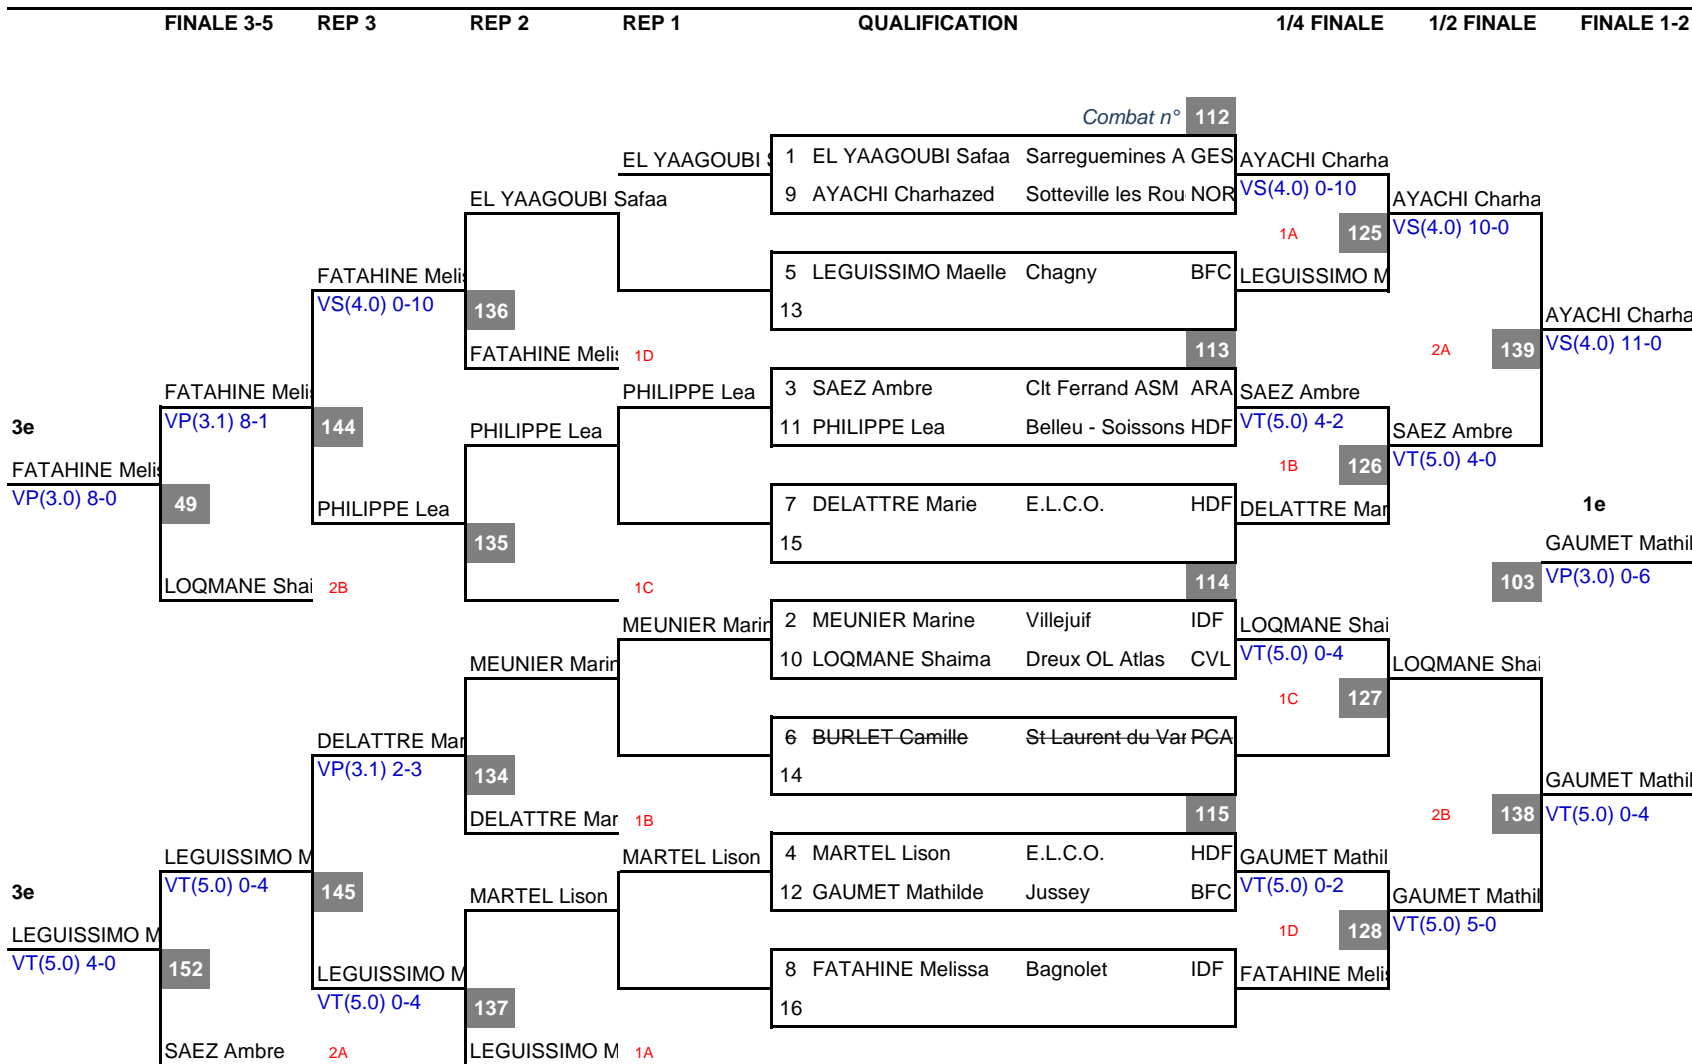 FINALE 3-5 REP 3 REP 2 REP 1 QUALIFICATION 1/4 FINALE 1/2 FINALE FINALE 1-2
Combat n° 112
EL YAAGOUBI S 1 EL YAAGOUBI Safaa Sarreguemines A GES AYACHI Charha
EL YAAGOUBI Safaa 9 AYACHI Charhazed Sotteville les Rou NOR VS(4.0) 0-10 AYACHI Charha
1A 125 VS(4.0) 10-0
FATAHINE Melis 5 LEGUISSIMO Maelle Chagny BFC LEGUISSIMO M
VS(4.0) 0-10 136 13 AYACHI Charha
FATAHINE Melis 1D 113 2A 139 VS(4.0) 11-0
FATAHINE Melis PHILIPPE Lea 3 SAEZ Ambre Clt Ferrand ASM ARA SAEZ Ambre
3e VP(3.1) 8-1 144 PHILIPPE Lea 11 PHILIPPE Lea Belleu - Soissons HDF VT(5.0) 4-2 SAEZ Ambre
FATAHINE Melis 1B 126 VT(5.0) 4-0
VP(3.0) 8-0 49 PHILIPPE Lea 7 DELATTRE Marie E.L.C.O. HDF DELATTRE Mar 1e
135 15 GAUMET Mathil
LOQMANE Shai 2B 1C 114 103 VP(3.0) 0-6
MEUNIER Marin 2 MEUNIER Marine Villejuif IDF LOQMANE Shai
MEUNIER Marin 10 LOQMANE Shaima Dreux OL Atlas CVL VT(5.0) 0-4 LOQMANE Shai
1C 127
DELATTRE Mar 6 BURLET Camille St Laurent du Var PCA
VP(3.1) 2-3 134 14 GAUMET Mathil
DELATTRE Mar 1B 115 2B 138 VT(5.0) 0-4
LEGUISSIMO M MARTEL Lison 4 MARTEL Lison E.L.C.O. HDF GAUMET Mathil
3e VT(5.0) 0-4 145 MARTEL Lison 12 GAUMET Mathilde Jussey BFC VT(5.0) 0-2 GAUMET Mathil
LEGUISSIMO M 1D 128 VT(5.0) 5-0
VT(5.0) 4-0 152 LEGUISSIMO M 8 FATAHINE Melissa Bagnolet IDF FATAHINE Melis
VT(5.0) 0-4 137 16
SAEZ Ambre 2A LEGUISSIMO M 1A